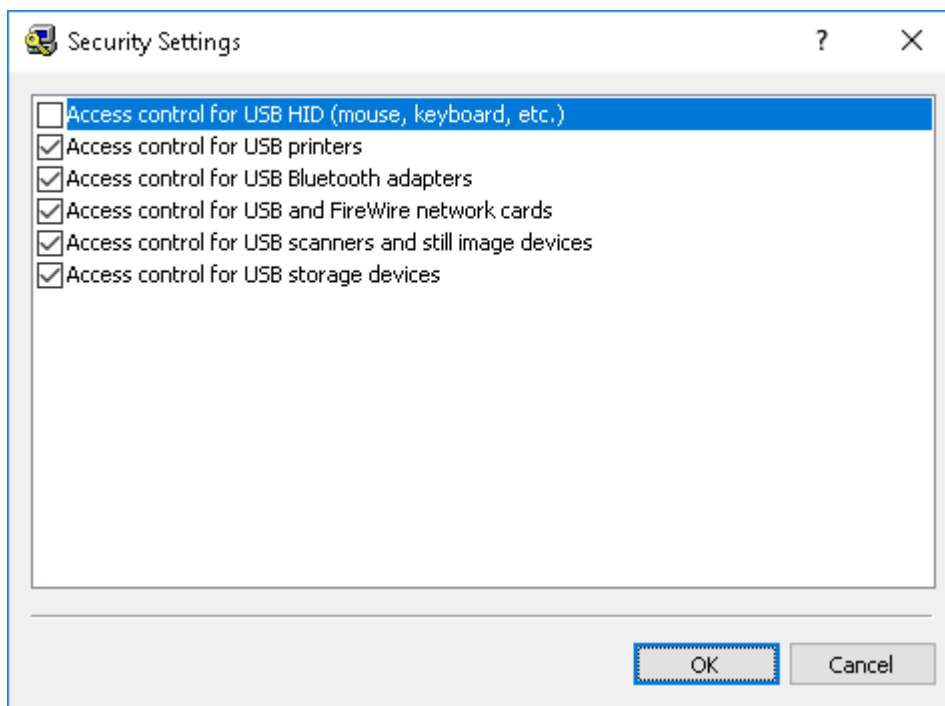 Security Settings
Access control for USB HID (mouse, keyboard, etc.)
Access control for USB printers
Access control for USB Bluetooth adapters
Access control for USB and FireWire network cards
Access control for USB scanners and still image devices
Access control for USB storage devices
OK Cancel